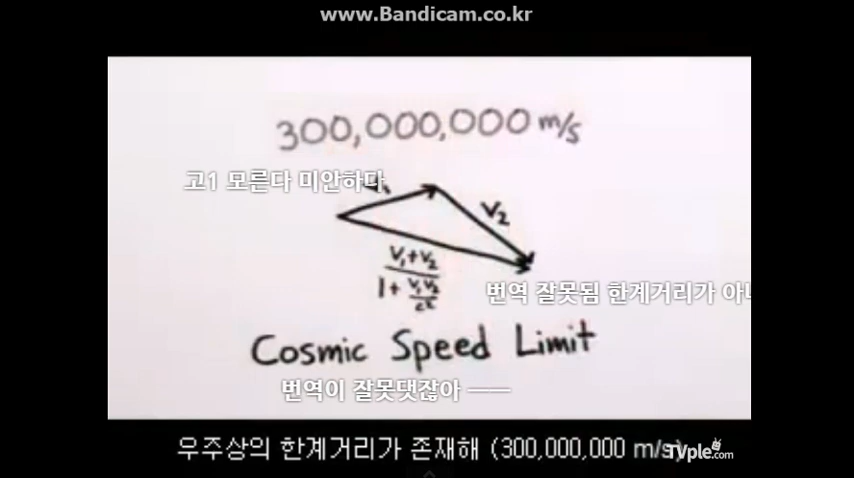 www.Bandicam.co.kr
300,000,000 m/s
고1 모른다 미안하다
V₂
V₁+V₂
1+ V₁V₂
번역 잘못됨 한계거리가 아니
Cosmic Speed Limit
번역이 잘못됏잖아 ──
우주상의 한계거리가 존재해 (300,000,000 m/s)
TVple.com